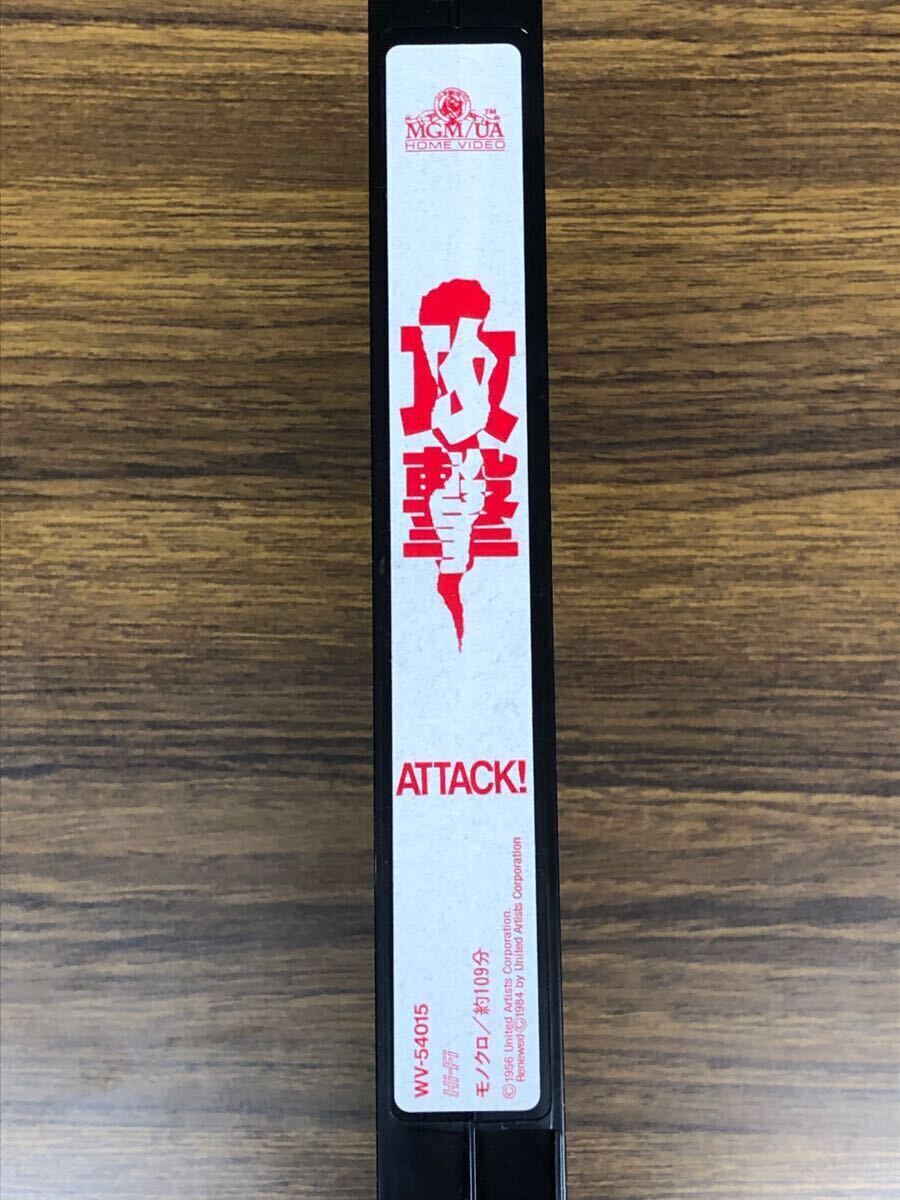 MGM/UA TM
HOME VIDEO
攻撃
ATTACK!
WV-54015
Hi-Fi
モノクロ/約109分
©1956 United Artists Corporation.
Renewed©1984 by United Artists Corporation